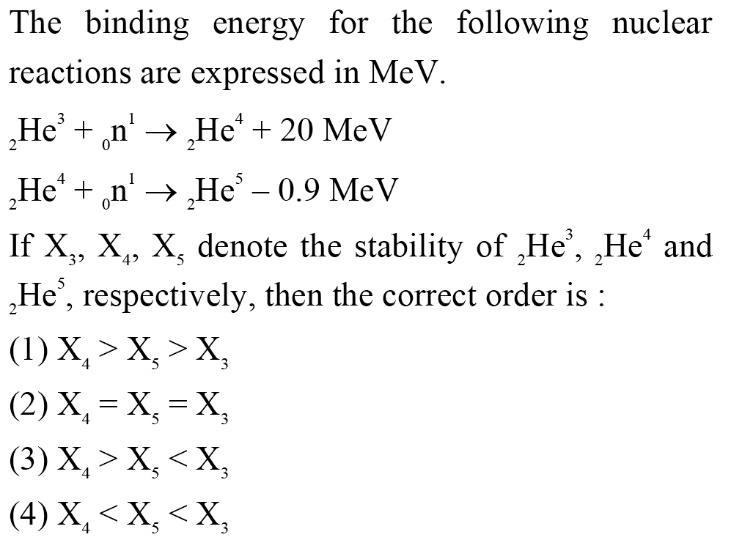 The binding energy for the following nuclear
reactions are expressed in MeV.
₂He³ + ₀n¹ → ₂He⁴ + 20 MeV
₂He⁴ + ₀n¹ → ₂He⁵ – 0.9 MeV
If X₃, X₄, X₅ denote the stability of ₂He³, ₂He⁴ and
₂He⁵, respectively, then the correct order is :
(1) X₄ > X₅ > X₃
(2) X₄ = X₅ = X₃
(3) X₄ > X₅ < X₃
(4) X₄ < X₅ < X₃